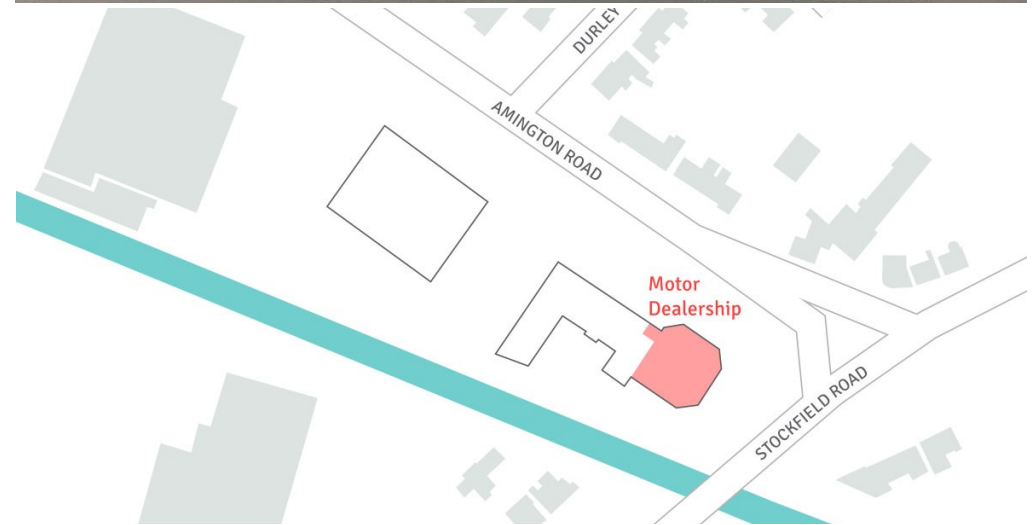 DURLEY
AMINGTON ROAD
Motor
Dealership
STOCKFIELD ROAD